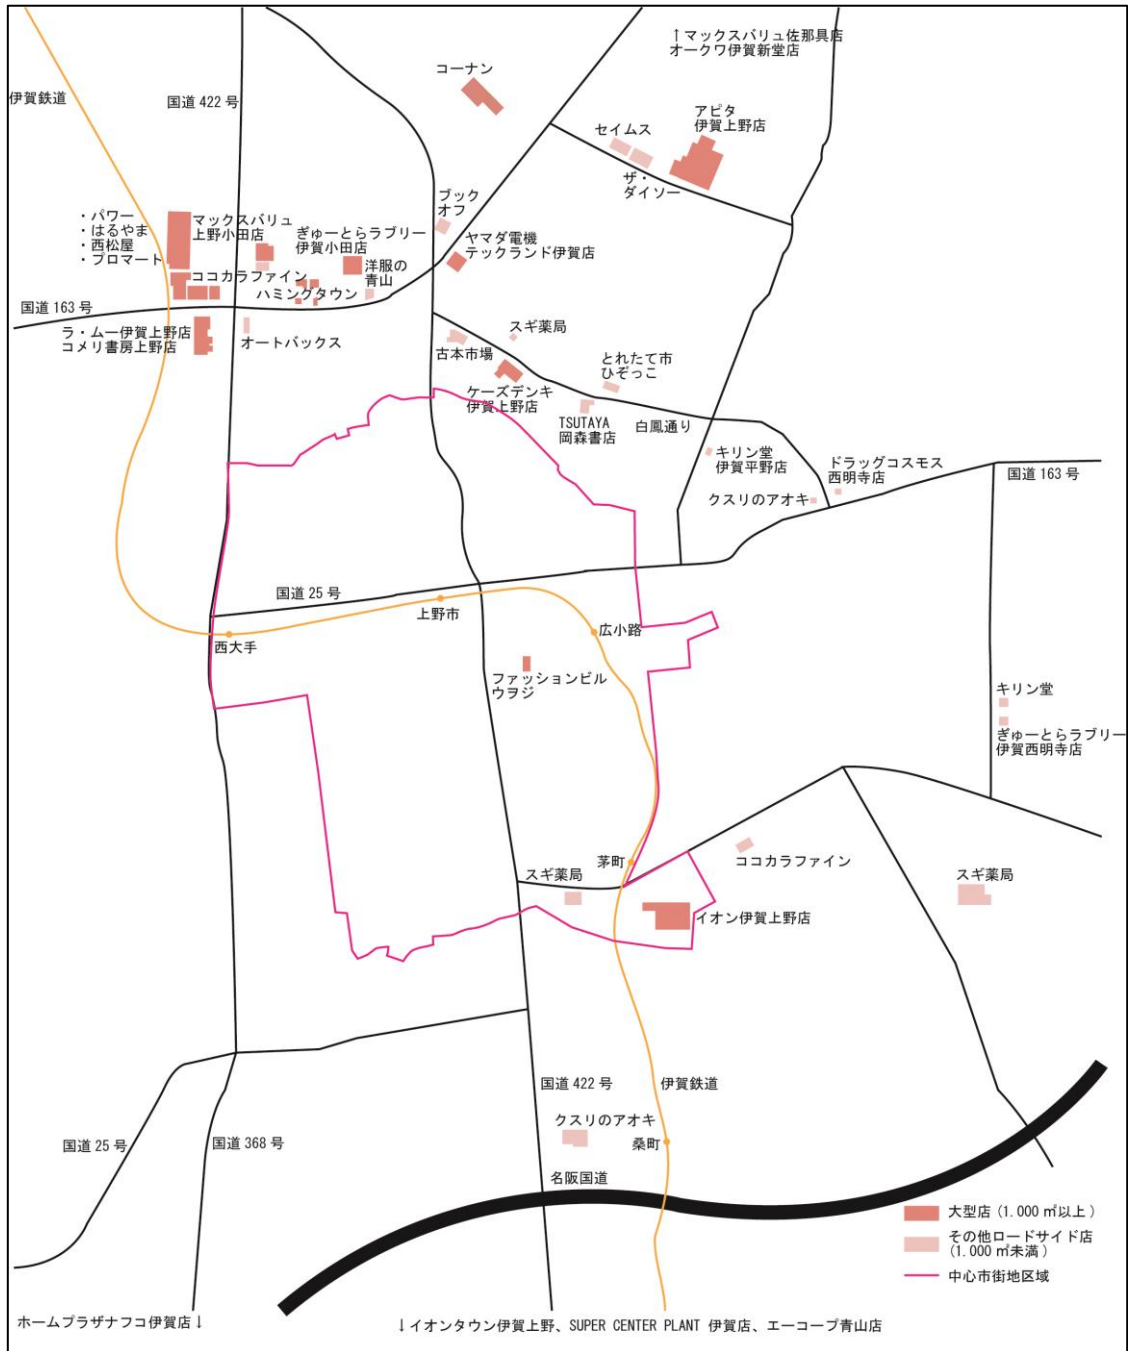 ↑マックスバリュ佐那具店
オークワ伊賀新堂店
コーナン
伊賀鉄道
国道 422 号
アピタ
伊賀上野店
セイムス
ザ・
ダイソー
ブック
オフ
・パワー
・はるやま
・西松屋
・プロマート
マックスバリュ
上野小田店
ぎゅーとらラブリー
伊賀小田店
ヤマダ電機
テックランド伊賀店
洋服の
青山
ココカラファイン
ハミングタウン
国道 163 号
ラ・ムー伊賀上野店
コメリ書房上野店
オートバックス
スギ薬局
古本市場
とれたて市
ひぞっこ
ケーズデンキ
伊賀上野店
TSUTAYA
岡森書店
白鳳通り
キリン堂
伊賀平野店
ドラッグコスモス
西明寺店
国道 163 号
クスリのアオキ
国道 25 号
上野市
広小路
西大手
ファッションビル
ウヲジ
キリン堂
ぎゅーとらラブリー
伊賀西明寺店
茅町
スギ薬局
ココカラファイン
スギ薬局
イオン伊賀上野店
国道 422 号
伊賀鉄道
クスリのアオキ
桑町
国道 25 号
国道 368 号
名阪国道
大型店 (1.000 ㎡以上 )
その他ロードサイド店
(1.000 ㎡未満 )
中心市街地区域
ホームプラザナフコ伊賀店↓
↓イオンタウン伊賀上野、SUPER CENTER PLANT 伊賀店、エーコープ青山店